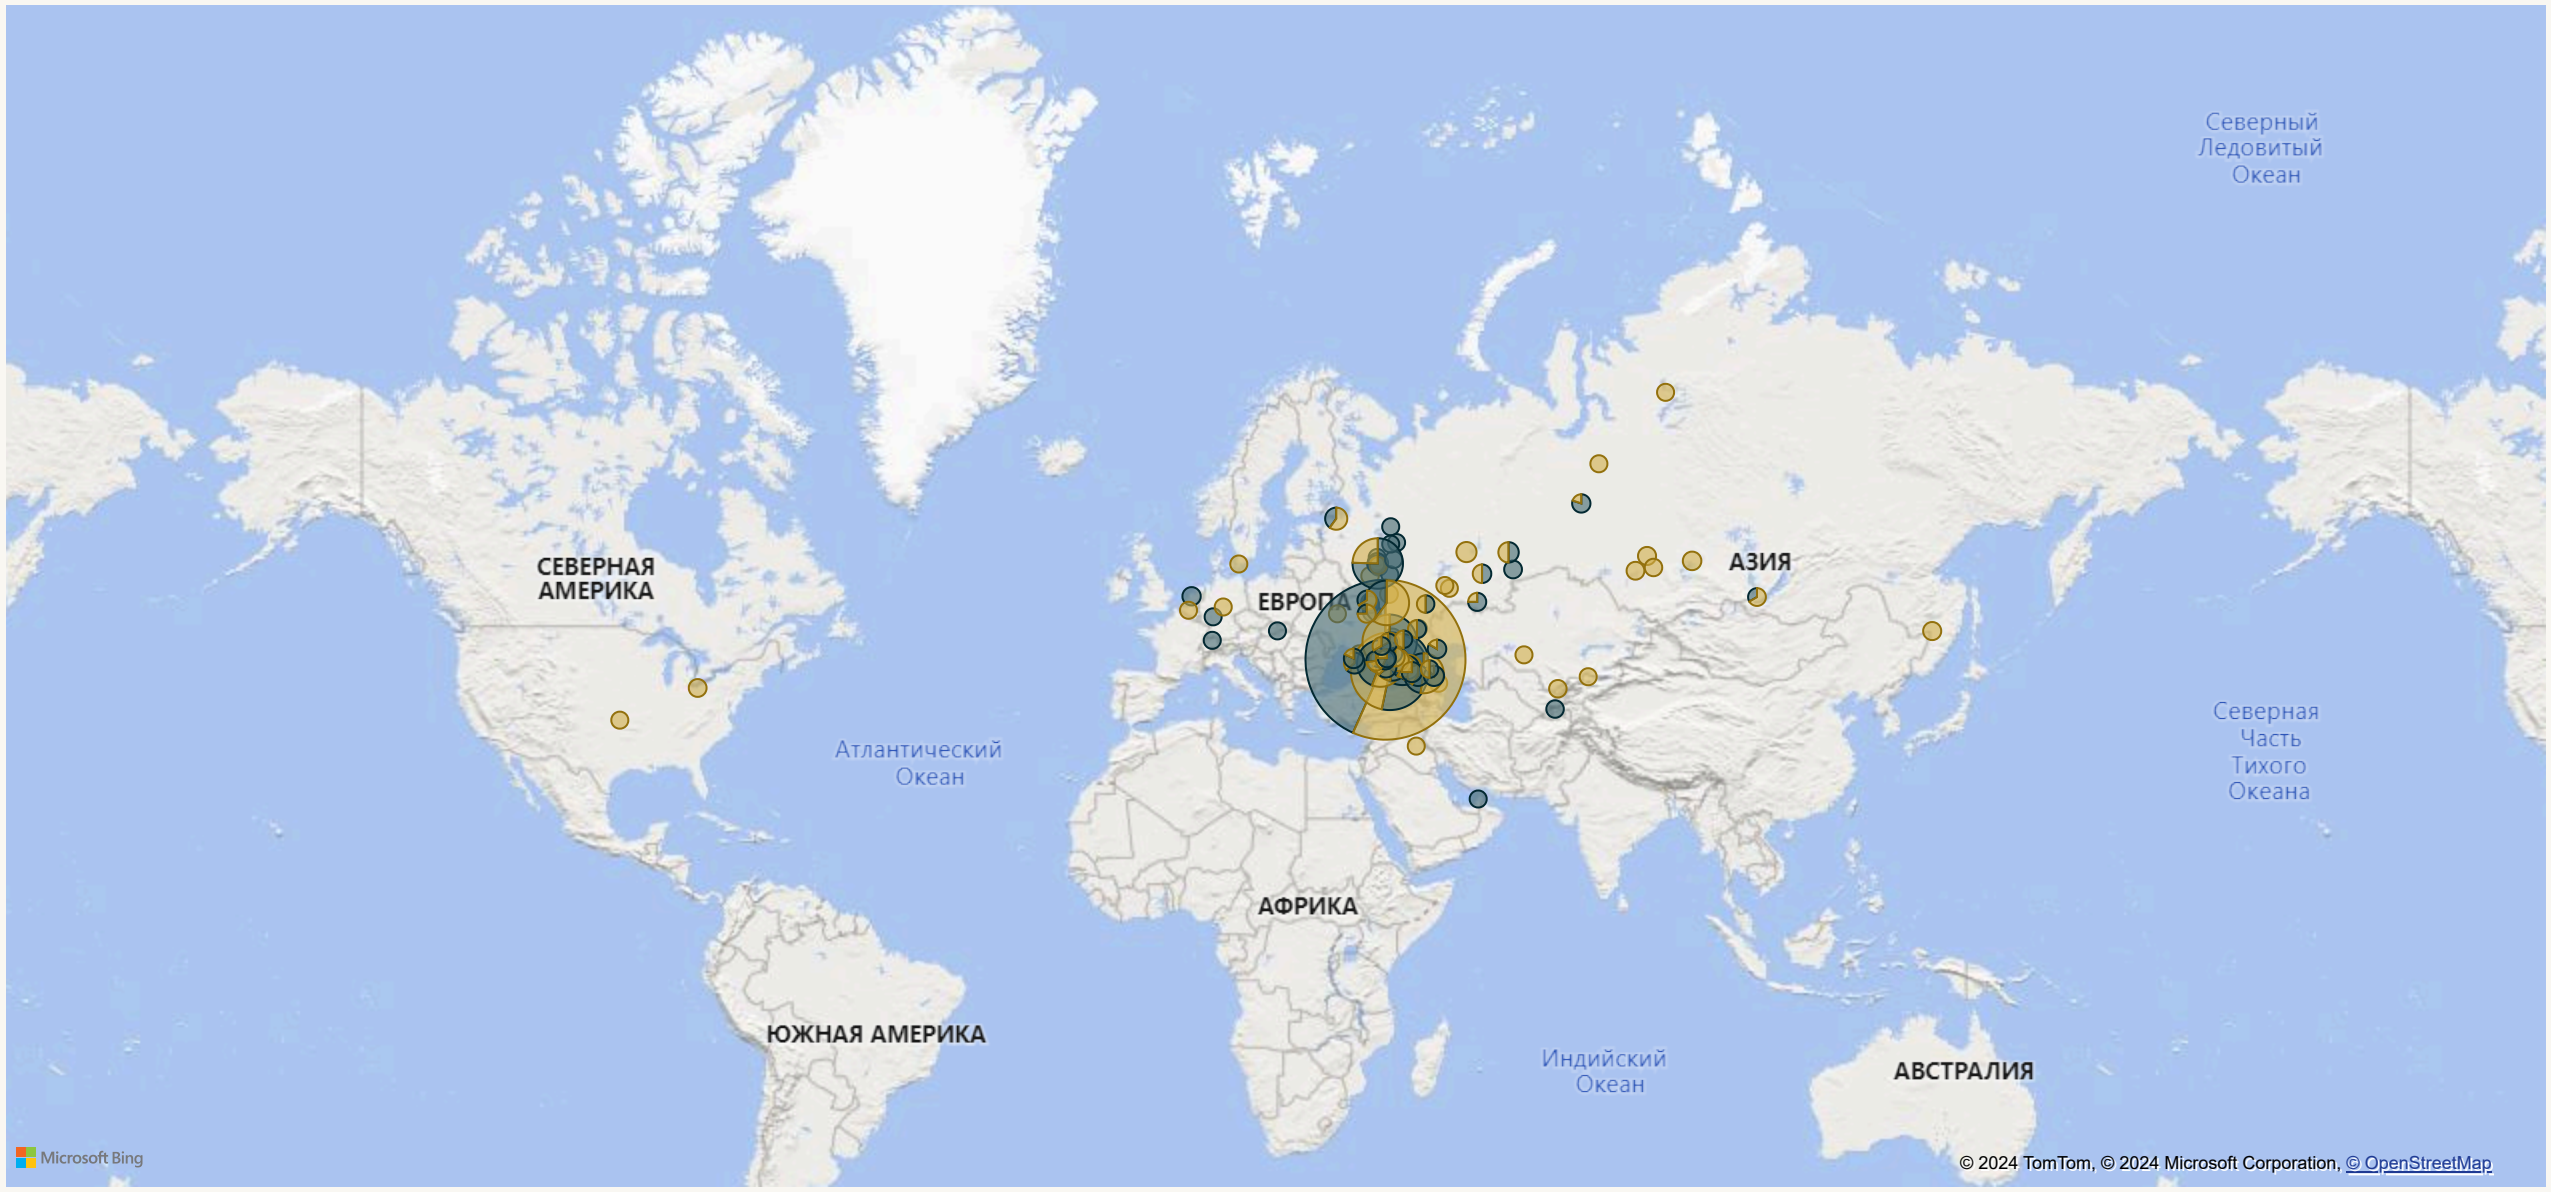 Северный
Ледовитый
Океан
СЕВЕРНАЯ
АМЕРИКА
ЕВРОПА
АЗИЯ
Атлантический
Океан
Северная
Часть
Тихого
Океана
АФРИКА
ЮЖНАЯ АМЕРИКА
Индийский
Океан
АВСТРАЛИЯ
Microsoft Bing
© 2024 TomTom, © 2024 Microsoft Corporation, © OpenStreetMap